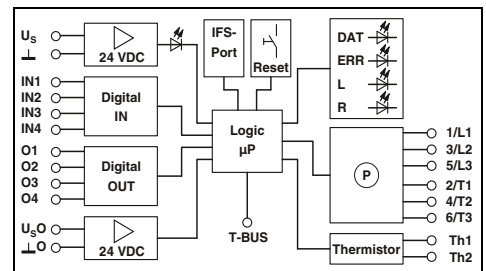 US
⊥
24 VDC
IFS-
Port
Reset
DAT
ERR
L
R
IN1
IN2
IN3
IN4
Digital
IN
Logic
µP
O1
O2
O3
O4
Digital
OUT
P
1/L1
3/L2
5/L3
2/T1
4/T2
6/T3
USO
⊥O
24 VDC
T-BUS
Thermistor
Th1
Th2